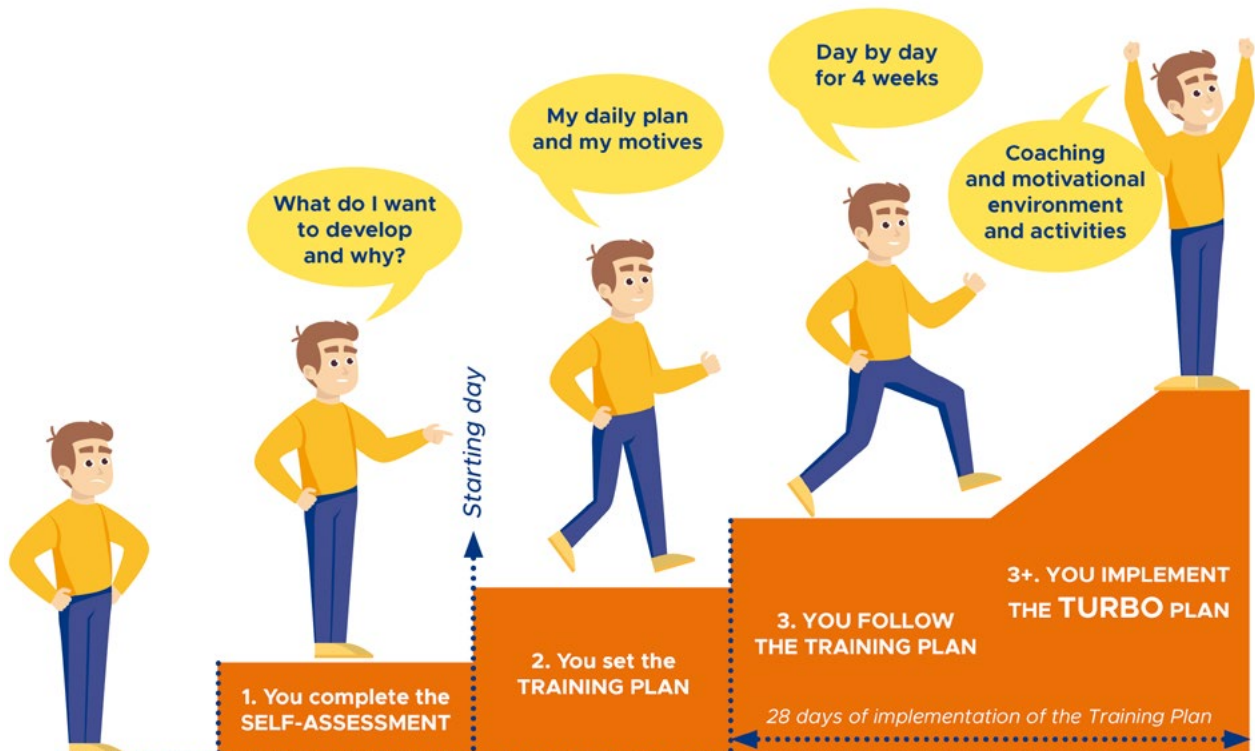 What do I want
to develop
and why?
My daily plan
and my motives
Day by day
for 4 weeks
Coaching
and motivational
environment
and activities
Starting day
1. You complete the
SELF-ASSESSMENT
2. You set the
TRAINING PLAN
3. YOU FOLLOW
THE TRAINING PLAN
3+. YOU IMPLEMENT
THE TURBO PLAN
28 days of implementation of the Training Plan